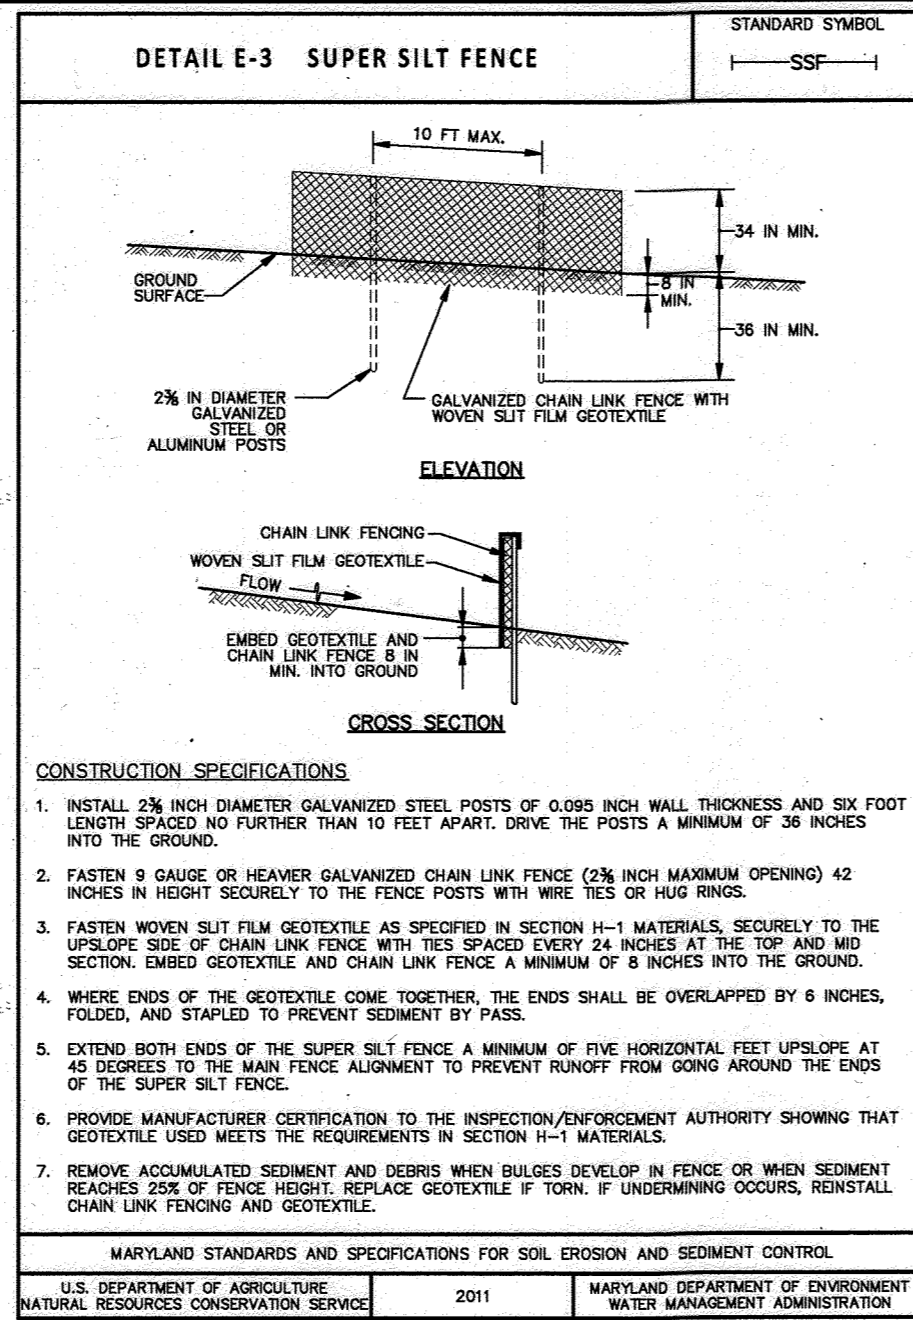 DETAIL E-3 SUPER SILT FENCE
STANDARD SYMBOL
SSF
10 FT MAX.
34 IN MIN.
GROUND
SURFACE
8 IN
MIN.
36 IN MIN.
2⅜ IN DIAMETER
GALVANIZED
STEEL OR
ALUMINUM POSTS
GALVANIZED CHAIN LINK FENCE WITH
WOVEN SLIT FILM GEOTEXTILE
ELEVATION
CHAIN LINK FENCING
WOVEN SLIT FILM GEOTEXTILE
FLOW
EMBED GEOTEXTILE AND
CHAIN LINK FENCE 8 IN
MIN. INTO GROUND
CROSS SECTION
CONSTRUCTION SPECIFICATIONS
1. INSTALL 2⅜ INCH DIAMETER GALVANIZED STEEL POSTS OF 0.095 INCH WALL THICKNESS AND SIX FOOT
LENGTH SPACED NO FURTHER THAN 10 FEET APART. DRIVE THE POSTS A MINIMUM OF 36 INCHES
INTO THE GROUND.
2. FASTEN 9 GAUGE OR HEAVIER GALVANIZED CHAIN LINK FENCE (2⅜ INCH MAXIMUM OPENING) 42
INCHES IN HEIGHT SECURELY TO THE FENCE POSTS WITH WIRE TIES OR HUG RINGS.
3. FASTEN WOVEN SLIT FILM GEOTEXTILE AS SPECIFIED IN SECTION H-1 MATERIALS, SECURELY TO THE
UPSLOPE SIDE OF CHAIN LINK FENCE WITH TIES SPACED EVERY 24 INCHES AT THE TOP AND MID
SECTION. EMBED GEOTEXTILE AND CHAIN LINK FENCE A MINIMUM OF 8 INCHES INTO THE GROUND.
4. WHERE ENDS OF THE GEOTEXTILE COME TOGETHER, THE ENDS SHALL BE OVERLAPPED BY 6 INCHES,
FOLDED, AND STAPLED TO PREVENT SEDIMENT BY PASS.
5. EXTEND BOTH ENDS OF THE SUPER SILT FENCE A MINIMUM OF FIVE HORIZONTAL FEET UPSLOPE AT
45 DEGREES TO THE MAIN FENCE ALIGNMENT TO PREVENT RUNOFF FROM GOING AROUND THE ENDS
OF THE SUPER SILT FENCE.
6. PROVIDE MANUFACTURER CERTIFICATION TO THE INSPECTION/ENFORCEMENT AUTHORITY SHOWING THAT
GEOTEXTILE USED MEETS THE REQUIREMENTS IN SECTION H-1 MATERIALS.
7. REMOVE ACCUMULATED SEDIMENT AND DEBRIS WHEN BULGES DEVELOP IN FENCE OR WHEN SEDIMENT
REACHES 25% OF FENCE HEIGHT. REPLACE GEOTEXTILE IF TORN. IF UNDERMINING OCCURS, REINSTALL
CHAIN LINK FENCING AND GEOTEXTILE.
MARYLAND STANDARDS AND SPECIFICATIONS FOR SOIL EROSION AND SEDIMENT CONTROL
U.S. DEPARTMENT OF AGRICULTURE
NATURAL RESOURCES CONSERVATION SERVICE
2011
MARYLAND DEPARTMENT OF ENVIRONMENT
WATER MANAGEMENT ADMINISTRATION